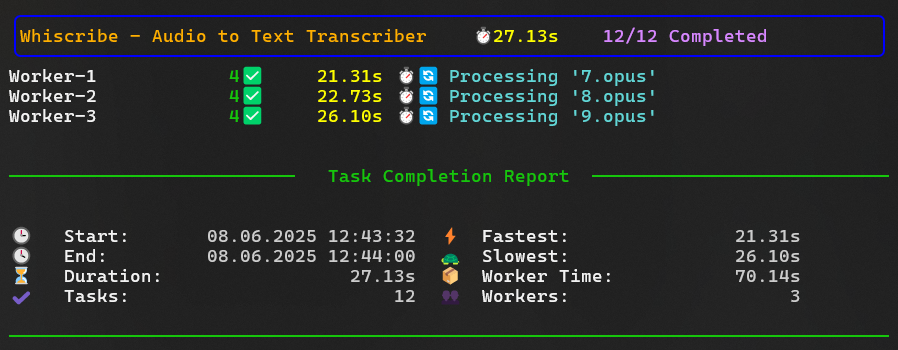 Whiscribe – Audio to Text Transcriber ⏱27.13s 12/12 Completed
Worker-1 4✅ 21.31s ⏱🔄 Processing '7.opus'
Worker-2 4✅ 22.73s ⏱🔄 Processing '8.opus'
Worker-3 4✅ 26.10s ⏱🔄 Processing '9.opus'
Task Completion Report
Start: 08.06.2025 12:43:32 Fastest: 21.31s
End: 08.06.2025 12:44:00 Slowest: 26.10s
Duration: 27.13s Worker Time: 70.14s
Tasks: 12 Workers: 3